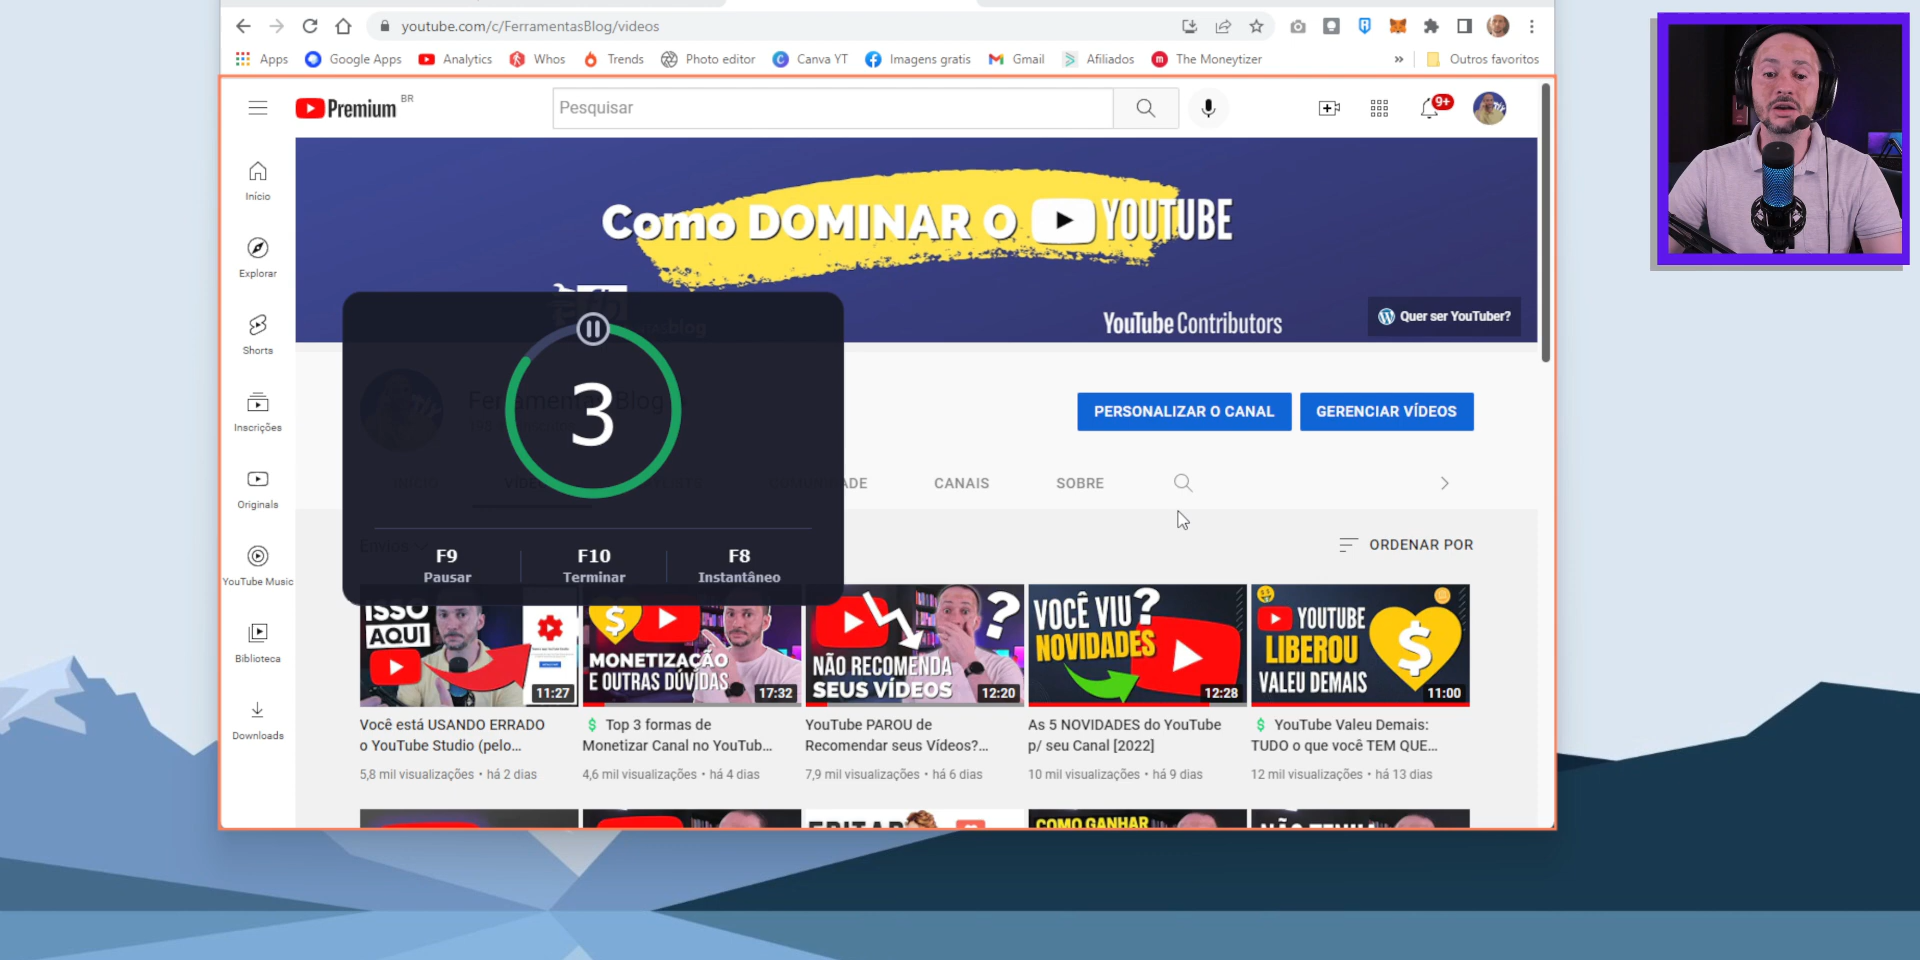 youtube.com/c/FerramentasBlog/videos
Apps Google Apps Analytics Whos Trends Photo editor Canva YT Imagens gratis Gmail Afiliados The Moneytizer » Outros favoritos
Premium BR
Pesquisar
9+
Início
Explorar
Shorts
Inscrições
Originals
YouTube Music
Biblioteca
Downloads
Como DOMINAR O YOUTUBE
blog
YouTube Contributors
Quer ser YouTuber?
3
F9 F10 F8
Pausar Terminar Instantâneo
PERSONALIZAR O CANAL GERENCIAR VÍDEOS
CANAIS SOBRE
ORDENAR POR
ISSO
AQUI
11:27
MONETIZAÇÃO
E OUTRAS DÚVIDAS
17:32
?
NÃO RECOMENDA
SEUS VÍDEOS
12:20
VOCÊ VIU?
NOVIDADES
12:28
YOUTUBE
LIBEROU
VALEU DEMAIS
$
11:00
Você está USANDO ERRADO
o YouTube Studio (pelo...
5,8 mil visualizações • há 2 dias
$ Top 3 formas de
Monetizar Canal no YouTub...
4,6 mil visualizações • há 4 dias
YouTube PAROU de
Recomendar seus Vídeos?...
7,9 mil visualizações • há 6 dias
As 5 NOVIDADES do YouTube
p/ seu Canal [2022]
10 mil visualizações • há 9 dias
$ YouTube Valeu Demais:
TUDO o que você TEM QUE...
12 mil visualizações • há 13 dias
COMO GANHAR